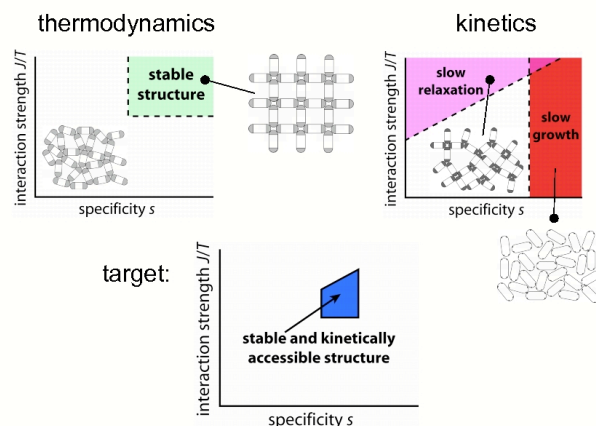 thermodynamics
interaction strength J/T
stable
structure
specificity s
kinetics
interaction strength J/T
slow
relaxation
slow
growth
specificity s
target:
interaction strength J/T
stable and kinetically
accessible structure
specificity s